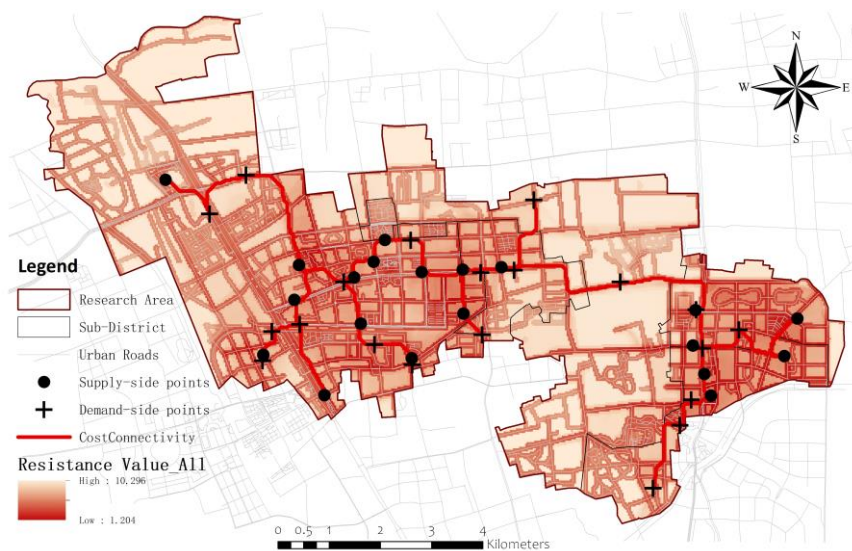 N
W
E
S
Legend
Research Area
Sub-District
Urban Roads
Supply-side points
Demand-side points
CostConnectivity
Resistance Value_All
High : 10.296
Low : 1.204
0 0.5 1 2 3 4
Kilometers